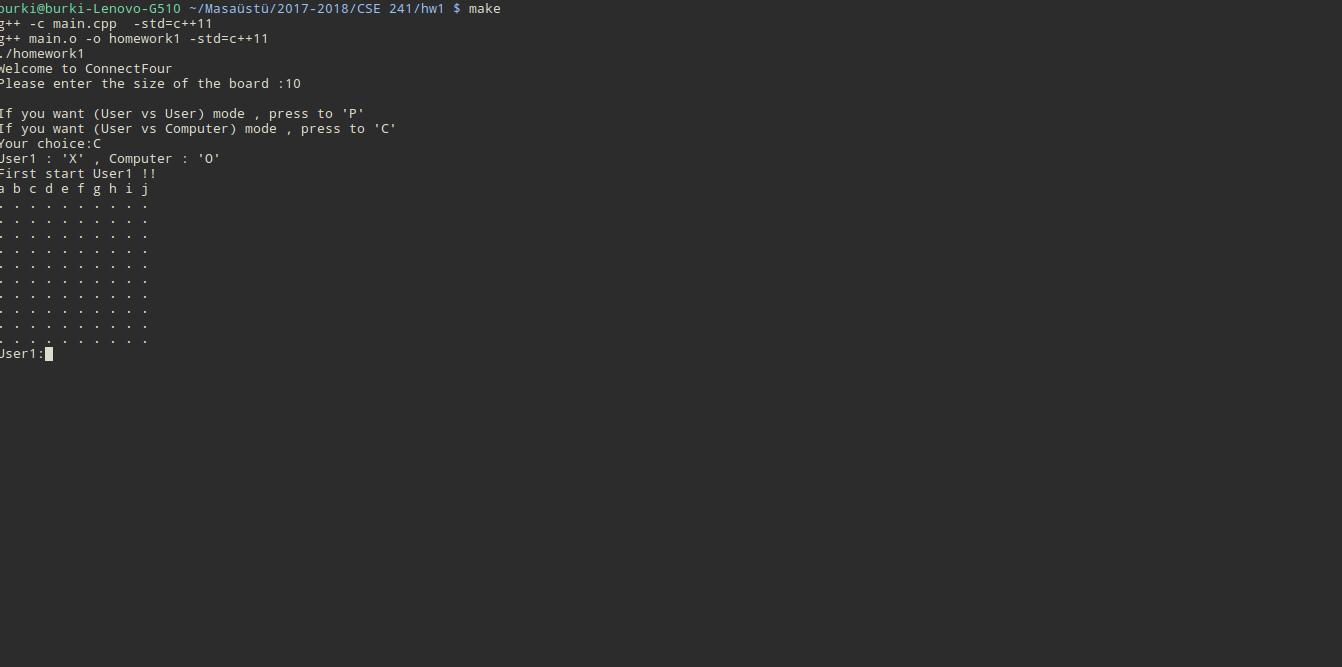 burki@burki-Lenovo-G510 ~/Masaüstü/2017-2018/CSE 241/hw1 $ make
g++ -c main.cpp  -std=c++11
g++ main.o -o homework1 -std=c++11
./homework1
Welcome to ConnectFour
Please enter the size of the board :10

If you want (User vs User) mode , press to 'P'
If you want (User vs Computer) mode , press to 'C'
Your choice:C
User1 : 'X' , Computer : 'O'
First start User1 !!
a b c d e f g h i j
. . . . . . . . . .
. . . . . . . . . .
. . . . . . . . . .
. . . . . . . . . .
. . . . . . . . . .
. . . . . . . . . .
. . . . . . . . . .
. . . . . . . . . .
. . . . . . . . . .
. . . . . . . . . .
User1: